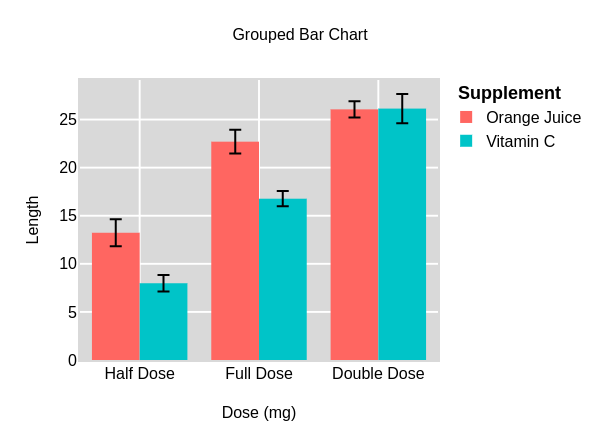 Grouped Bar Chart
Supplement
Orange Juice
Vitamin C
Length
25
20
15
10
5
0
Half Dose
Full Dose
Double Dose
Dose (mg)